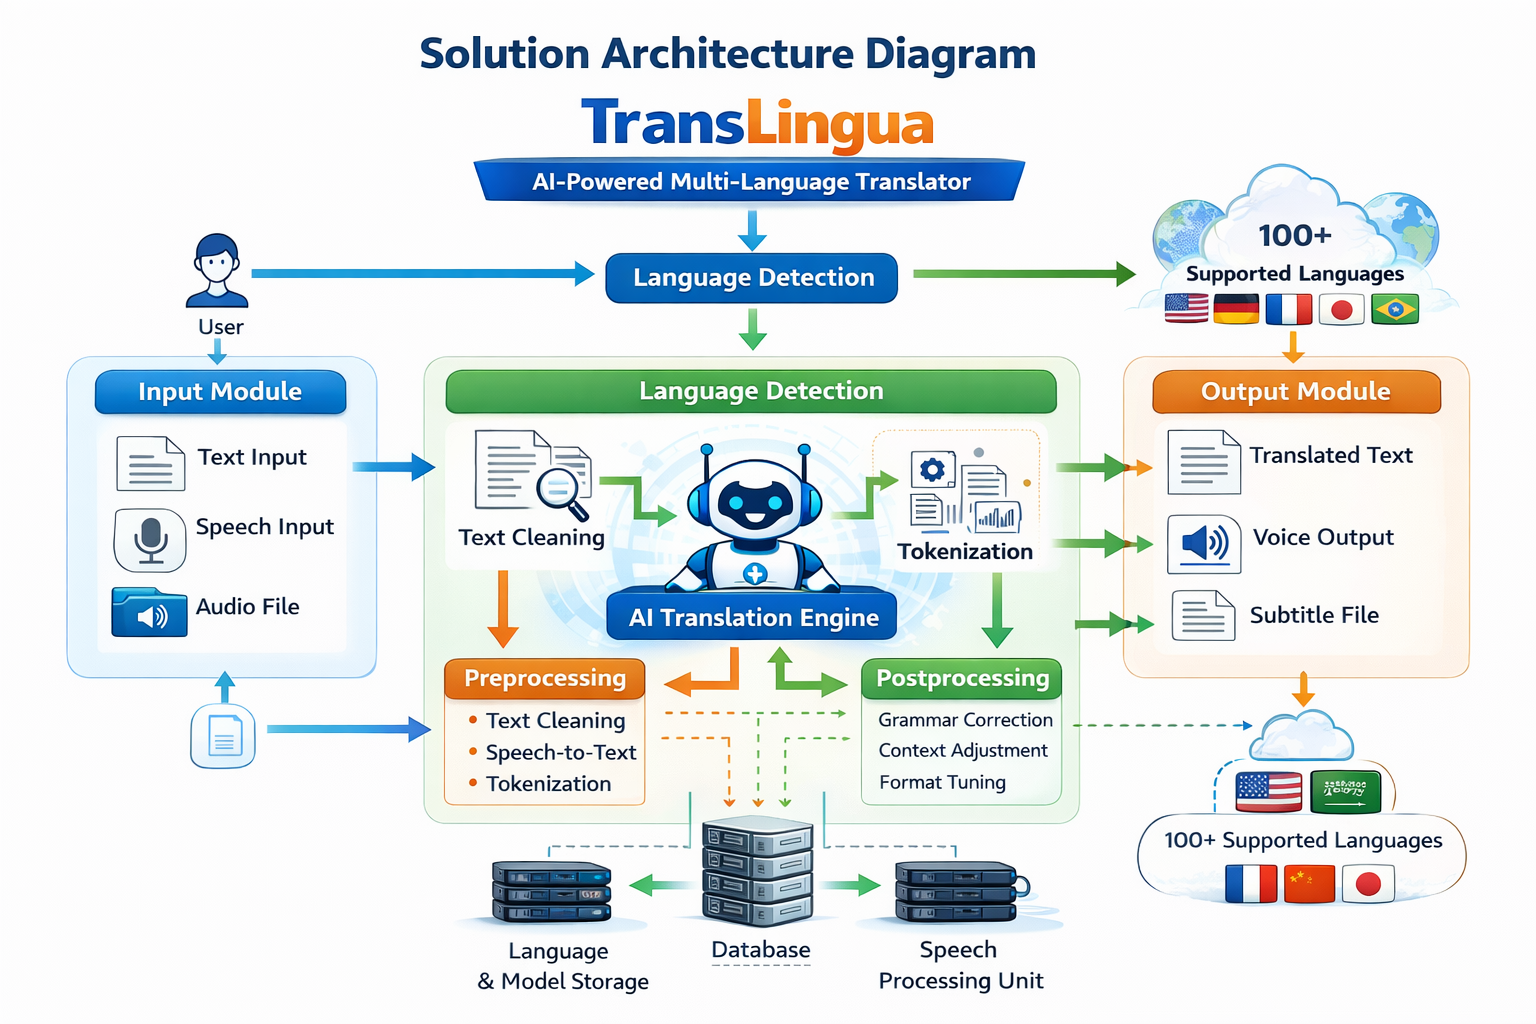 Solution Architecture Diagram
TransLingua
AI-Powered Multi-Language Translator
User
Language Detection
100+
Supported Languages
Input Module
Text Input
Speech Input
Audio File
Language Detection
Text Cleaning
Tokenization
AI Translation Engine
Preprocessing
• Text Cleaning
• Speech-to-Text
• Tokenization
Postprocessing
Grammar Correction
Context Adjustment
Format Tuning
Output Module
Translated Text
Voice Output
Subtitle File
100+ Supported Languages
Language
& Model Storage
Database
Speech
Processing Unit